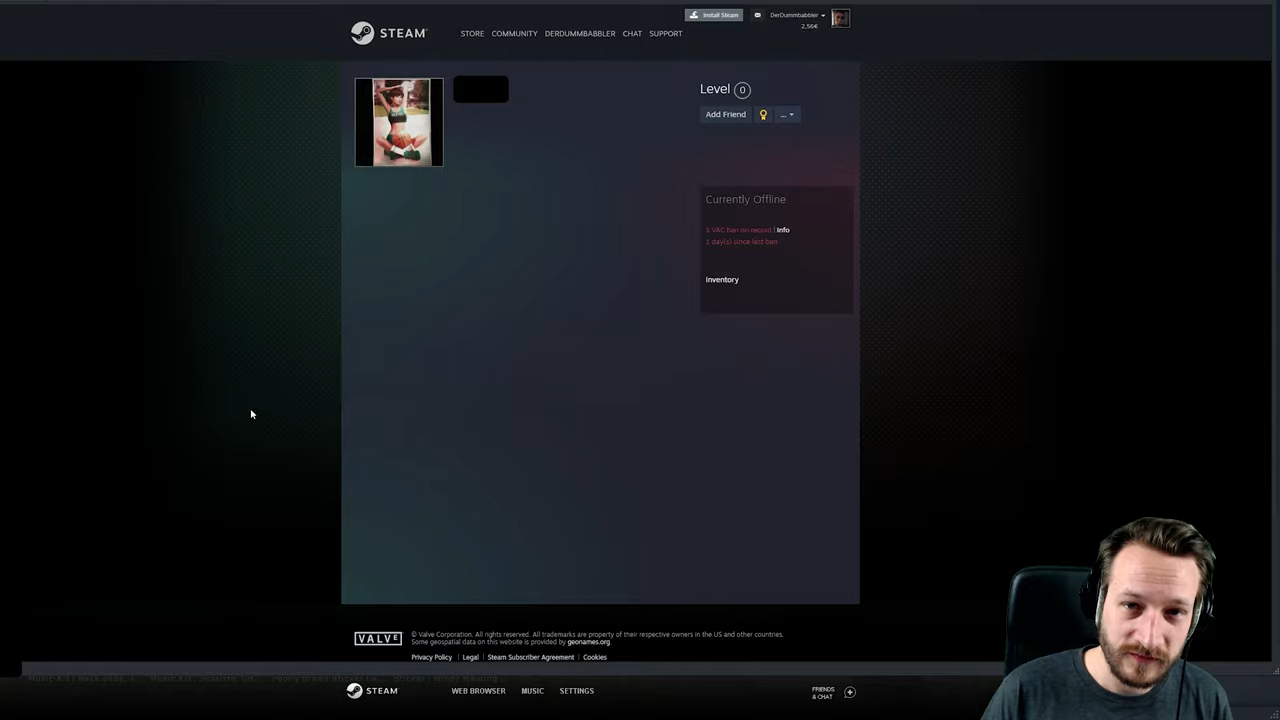 Install Steam
DerDummbabbler
2,56€
STEAM
STORE COMMUNITY DERDUMMBABBLER CHAT SUPPORT
Level 0
Add Friend ...
Currently Offline
1 VAC ban on record | Info
1 day(s) since last ban
Inventory
VALVE
© Valve Corporation. All rights reserved. All trademarks are property of their respective owners in the US and other countries.
Some geospatial data on this website is provided by geonames.org.
Privacy Policy | Legal | Steam Subscriber Agreement | Cookies
STEAM WEB BROWSER MUSIC SETTINGS
FRIENDS
& CHAT